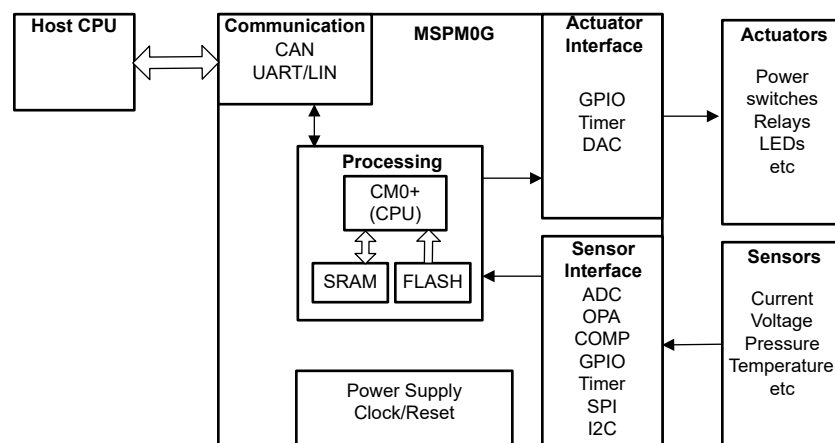 Host CPU
Communication
CAN
UART/LIN
MSPM0G
Actuator
Interface
GPIO
Timer
DAC
Actuators
Power
switches
Relays
LEDs
etc
Processing
CM0+
(CPU)
SRAM
FLASH
Sensor
Interface
ADC
OPA
COMP
GPIO
Timer
SPI
I2C
Sensors
Current
Voltage
Pressure
Temperature
etc
Power Supply
Clock/Reset